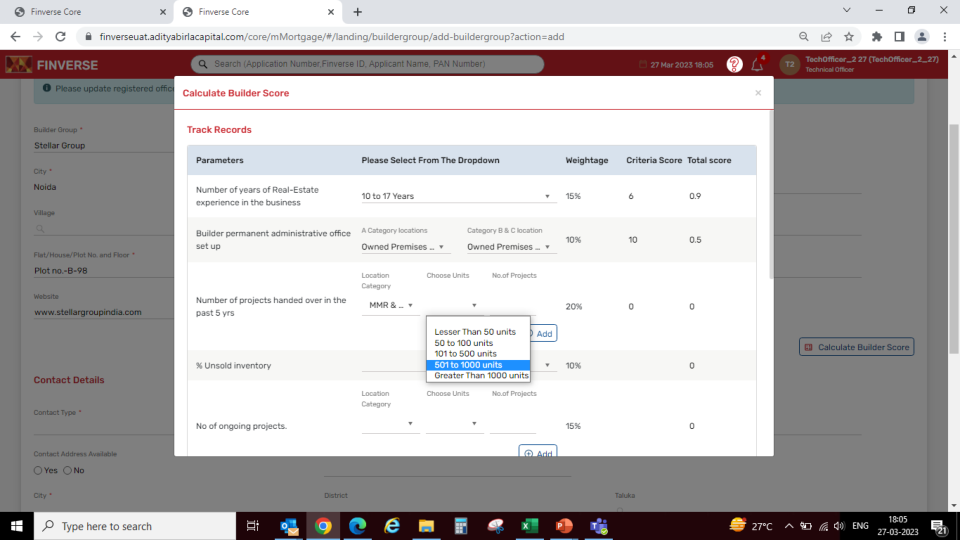 Finverse Core
Finverse Core
finverseuat.adityabirlacapital.com/core/mMortgage/#/landing/buildergroup/add-buildergroup?action=add
FINVERSE
Search (Application Number,Finverse ID, Applicant Name, PAN Number)
27 Mar 2023 18:05
?
4
T2
TechOfficer_2 27 (TechOfficer_2_27)
Technical Officer
Please update registered office
Calculate Builder Score
×
Track Records
Builder Group *
Stellar Group
City *
Noida
Village
Flat/House/Plot No. and Floor *
Plot no.-B-98
Website
www.stellargroupindia.com
Calculate Builder Score
Contact Details
Contact Type *
Contact Address Available
Yes No
City *
District
Taluka
Parameters Please Select From The Dropdown Weightage Criteria Score Total score
Number of years of Real-Estate
experience in the business
10 to 17 Years
15% 6 0.9
Builder permanent administrative office
set up
A Category locations
Owned Premises ...
Category B & C location
Owned Premises ...
10% 10 0.5
Number of projects handed over in the
past 5 yrs
Location
Category
Choose Units
No.of Projects
MMR & ...
20% 0 0
Add
Lesser Than 50 units
50 to 100 units
101 to 500 units
501 to 1000 units
Greater Than 1000 units
% Unsold inventory
10% 0
No of ongoing projects.
Location
Category
Choose Units
No.of Projects
15% 0
Add
Type here to search
27°C
ENG
18:05
27-03-2023
21